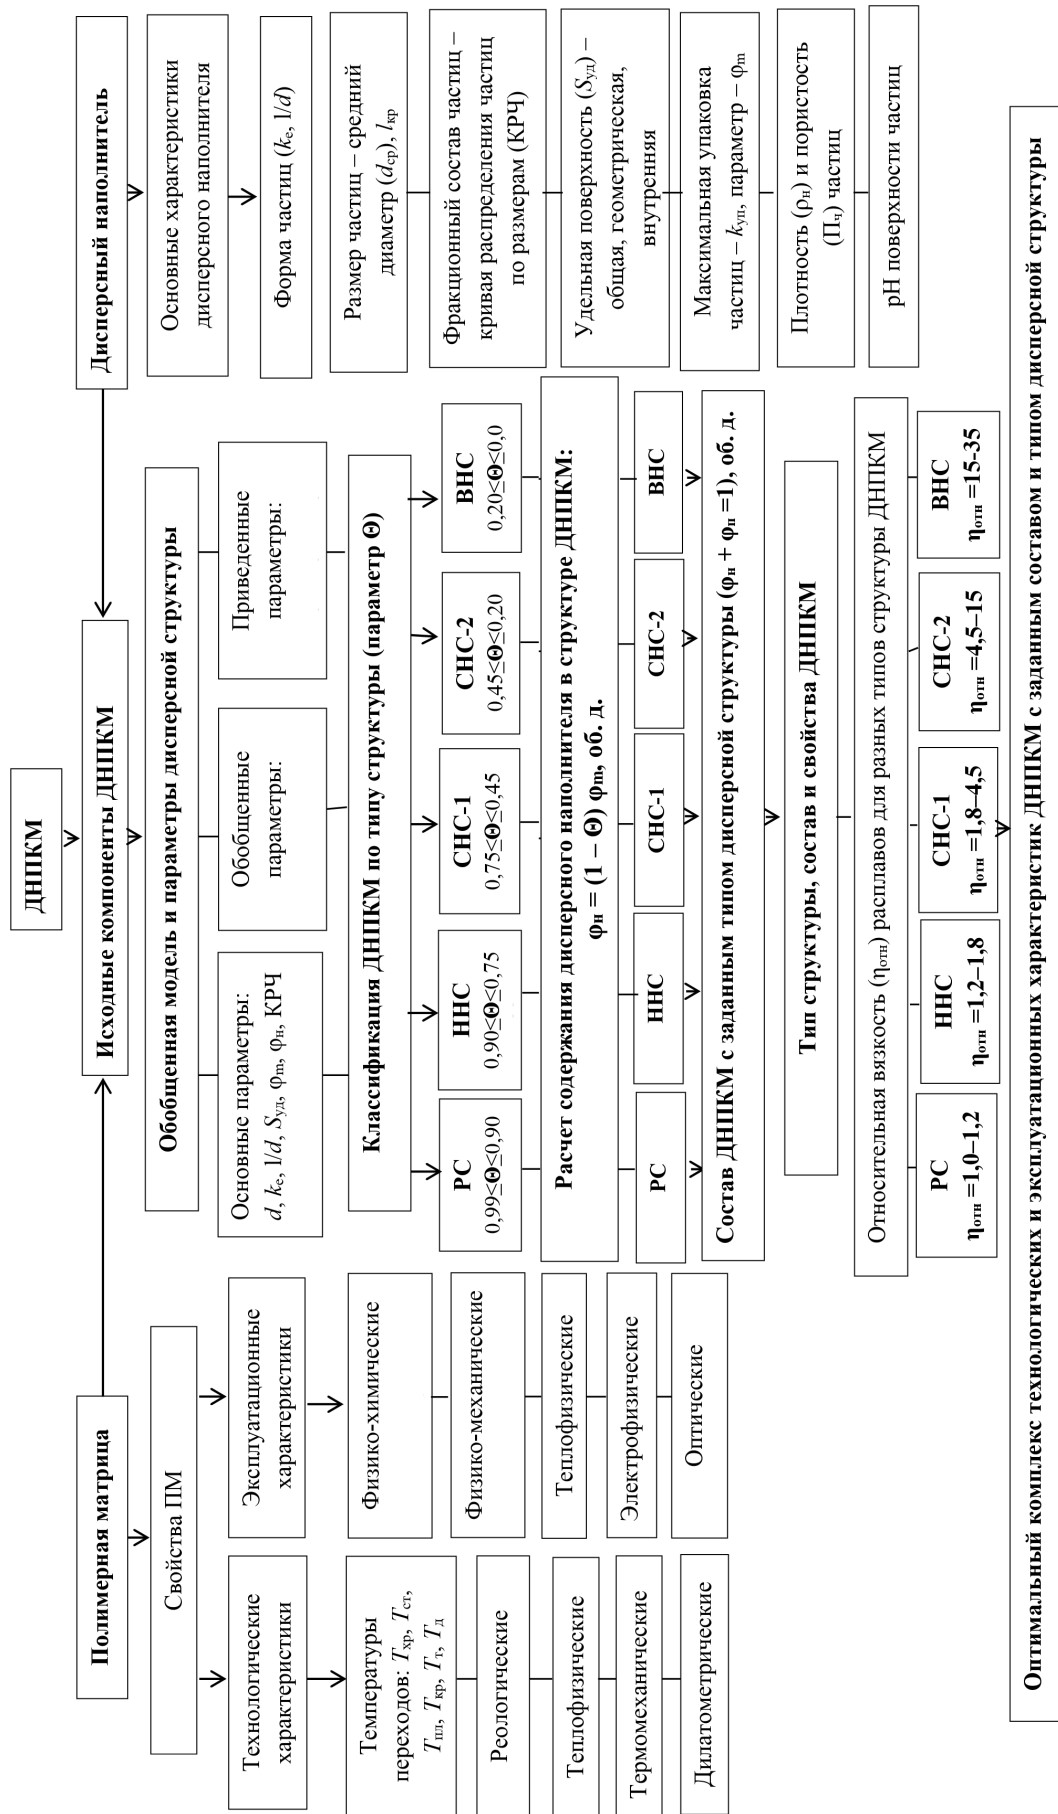 ДНПКМ
Полимерная матрица
Исходные компоненты ДНПКМ
Дисперсный наполнитель
Свойства ПМ
Технологические
характеристики
Температуры
переходов: Tхр, Tст,
Tпл, Tкр, Tт, Tд
Реологические
Теплофизические
Термомеханические
Дилатометрические
Эксплуатационные
характеристики
Физико-химические
Физико-механические
Теплофизические
Электрофизические
Оптические
Обобщенная модель и параметры дисперсной структуры
Основные параметры:
d, kе, l/d, Sуд, φm, φн, КРЧ
Обобщенные
параметры:
Приведенные
параметры:
Классификация ДНПКМ по типу структуры (параметр Θ)
РС
0,99≤Θ≤0,90
ННС
0,90≤Θ≤0,75
СНС-1
0,75≤Θ≤0,45
СНС-2
0,45≤Θ≤0,20
ВНС
0,20≤Θ≤0,0
Расчет содержания дисперсного наполнителя в структуре ДНПКМ:
φн = (1 – Θ) φm, об. д.
РС
ННС
СНС-1
СНС-2
ВНС
Состав ДНПКМ с заданным типом дисперсной структуры (φн + φп =1), об. д.
Тип структуры, состав и свойства ДНПКМ
Относительная вязкость (ηотн) расплавов для разных типов структуры ДНПКМ
РС
ηотн =1,0–1,2
ННС
ηотн =1,2–1,8
СНС-1
ηотн =1,8–4,5
СНС-2
ηотн =4,5–15
ВНС
ηотн =15-35
Основные характеристики
дисперсного наполнителя
Форма частиц (kе, l/d)
Размер частиц – средний
диаметр (dср), lкр
Фракционный состав частиц –
кривая распределения частиц
по размерам (КРЧ)
Удельная поверхность (Sуд) –
общая, геометрическая,
внутренняя
Максимальная упаковка
частиц – kуп, параметр – φm
Плотность (ρн) и пористость
(Пч) частиц
pH поверхности частиц
Оптимальный комплекс технологических и эксплуатационных характеристик ДНПКМ с заданным составом и типом дисперсной структуры